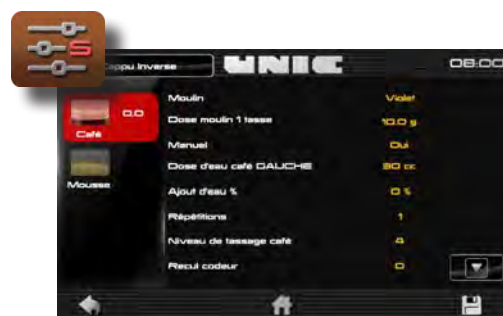 S
ppu Inverse
UNIC
08:00
Café
0.0
Mousse
Moulin Violet
Dose moulin 1 tasse 10.0 g
Manuel Oui
Dose d'eau café GAUCHE 30 cc
Ajout d'eau % 0 %
Répétitions 1
Niveau de tassage café 4
Recul codeur 0